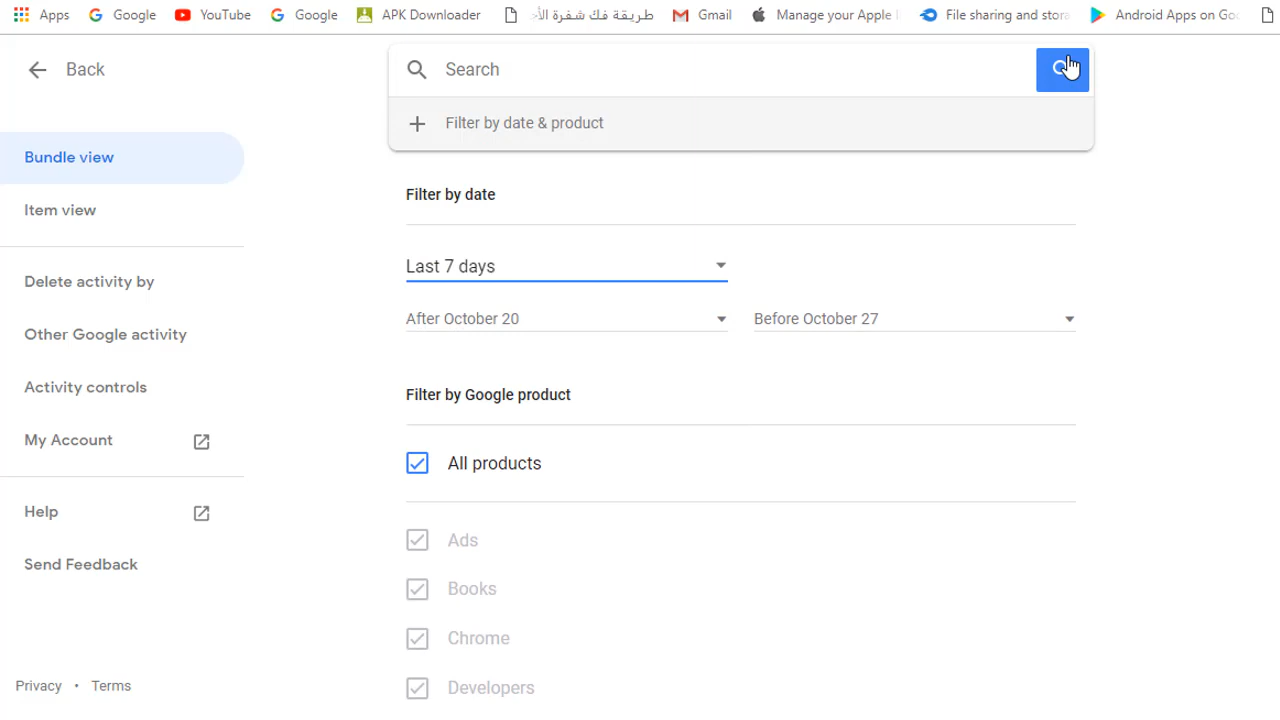 Apps Google YouTube Google APK Downloader طريقة فك شفرة الأ Gmail Manage your Apple File sharing and stora Android Apps on Goo
Back
Search
Filter by date & product
Bundle view
Item view
Delete activity by
Other Google activity
Activity controls
My Account
Help
Send Feedback
Privacy • Terms
Filter by date
Last 7 days
After October 20 Before October 27
Filter by Google product
All products
Ads
Books
Chrome
Developers